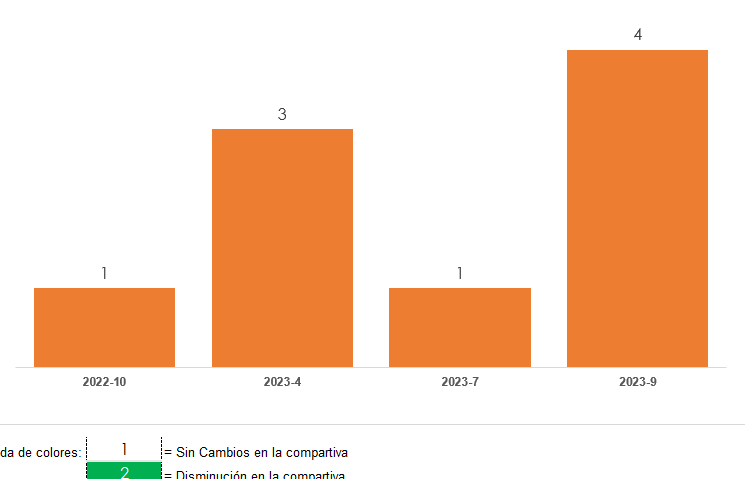 4
3
1
1
2022-10 2023-4 2023-7 2023-9
da de colores: 1 = Sin Cambios en la compartiva
2 = Disminución en la compartiva